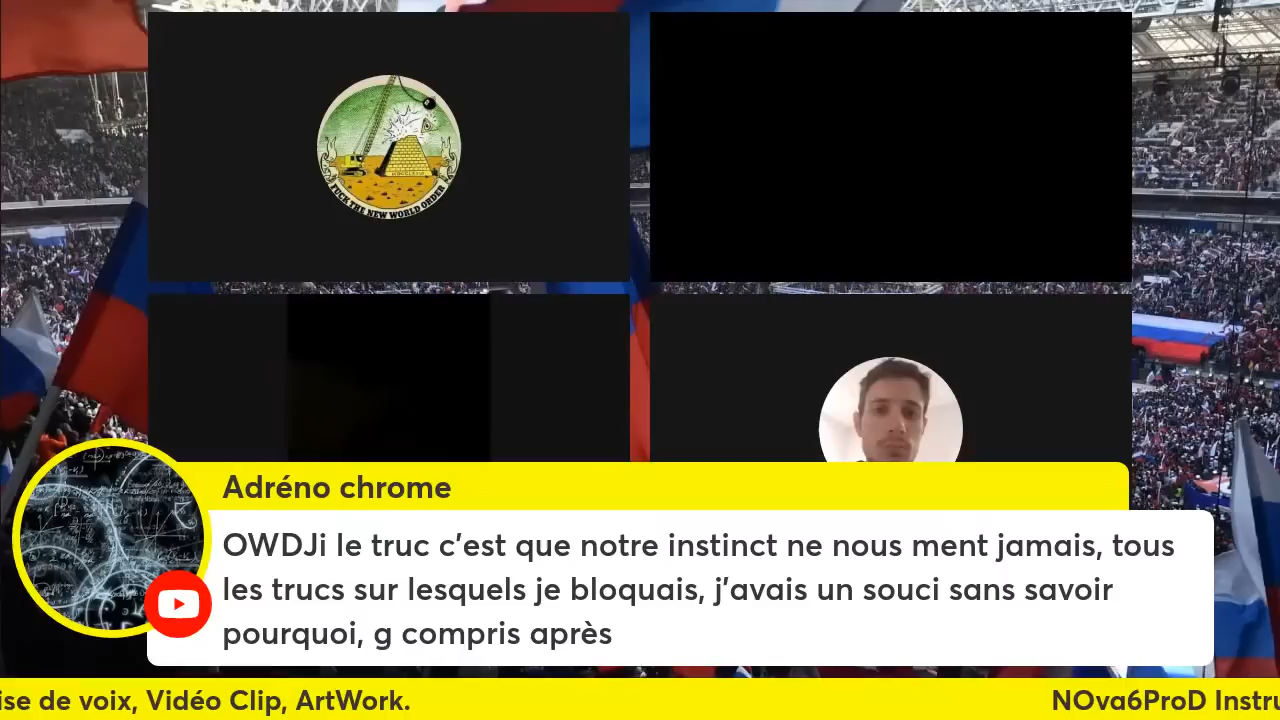 FUCK THE NEW WORLD ORDER
Adréno chrome
OWDJi le truc c'est que notre instinct ne nous ment jamais, tous
les trucs sur lesquels je bloquais, j'avais un souci sans savoir
pourquoi, g compris après
ise de voix, Vidéo Clip, ArtWork.
NOva6ProD Instru